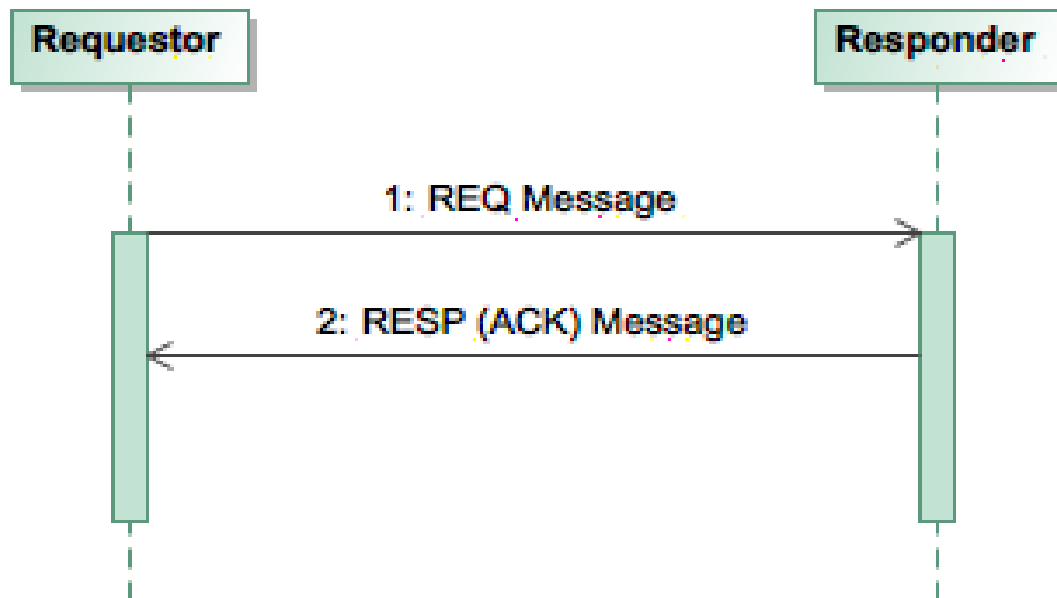 Requestor
Responder
1: REQ Message
2: RESP (ACK) Message